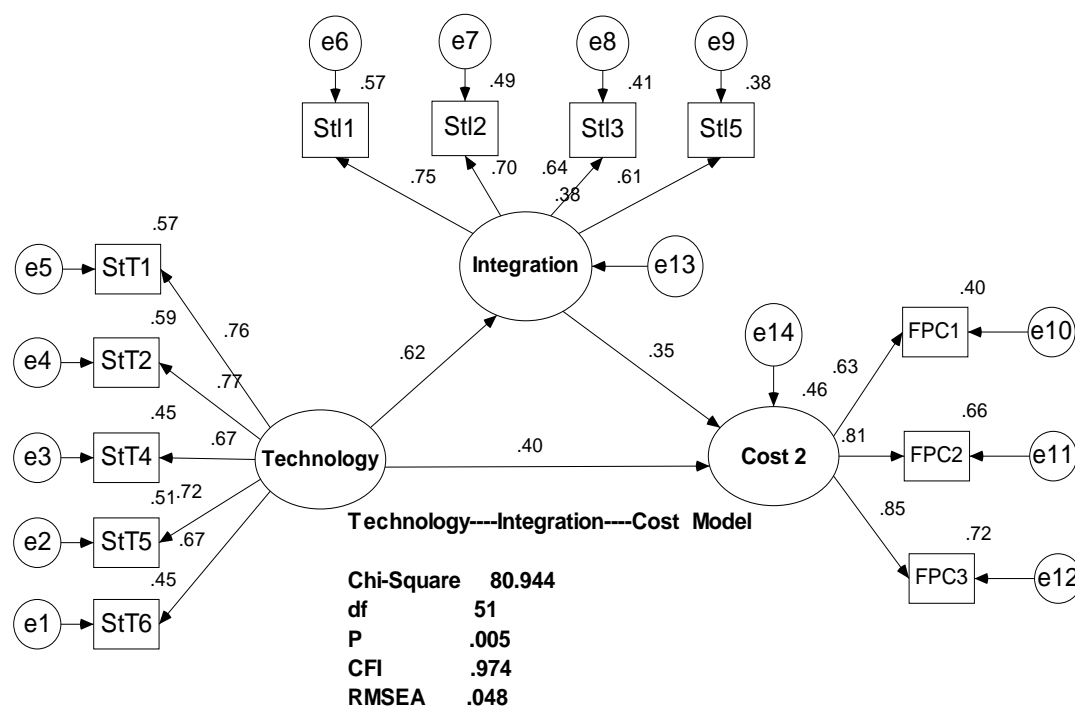 e6 e7 e8 e9
.57 .49 .41 .38
StI1 StI2 StI3 StI5
.75 .70 .64 .61
.38
Integration e13
.57
e5 StT1
.76
.59
e4 StT2
.77
.62 .35
e14
.40
FPC1 e10
.63
.46
.45
e3 StT4
.67
Technology
.40
Cost 2
.81
.66
FPC2 e11
.51 .72
e2 StT5
.67
.85
.72
FPC3 e12
.45
e1 StT6
Technology----Integration----Cost Model
Chi-Square 80.944
df 51
P .005
CFI .974
RMSEA .048